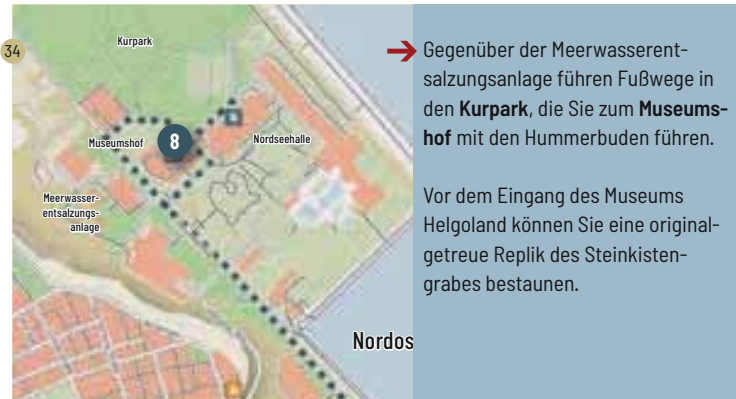 34
Kurpark
Museumshof
8
Nordseehalle
Meerwasser-
entsalzungs-
anlage
Nordos
Gegenüber der Meerwasserent-
salzungsanlage führen Fußwege in
den Kurpark, die Sie zum Museums-
hof mit den Hummerbuden führen.
Vor dem Eingang des Museums
Helgoland können Sie eine original-
getreue Replik des Steinkisten-
grabes bestaunen.